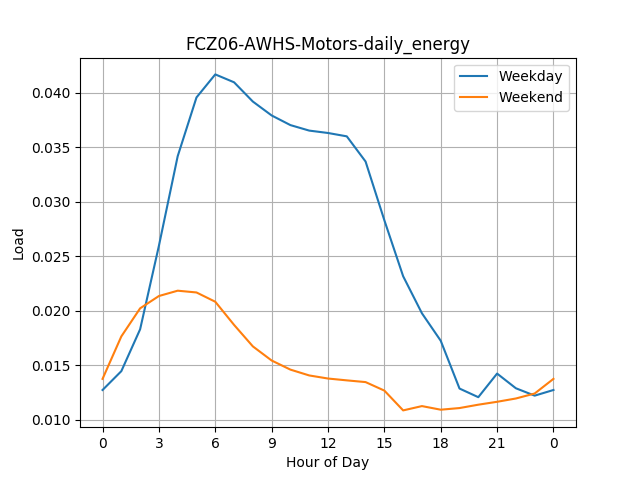 FCZ06-AWHS-Motors-daily_energy
Weekday
Weekend
0.040
0.035
0.030
0.025
0.020
0.015
0.010
Load
0 3 6 9 12 15 18 21 0
Hour of Day